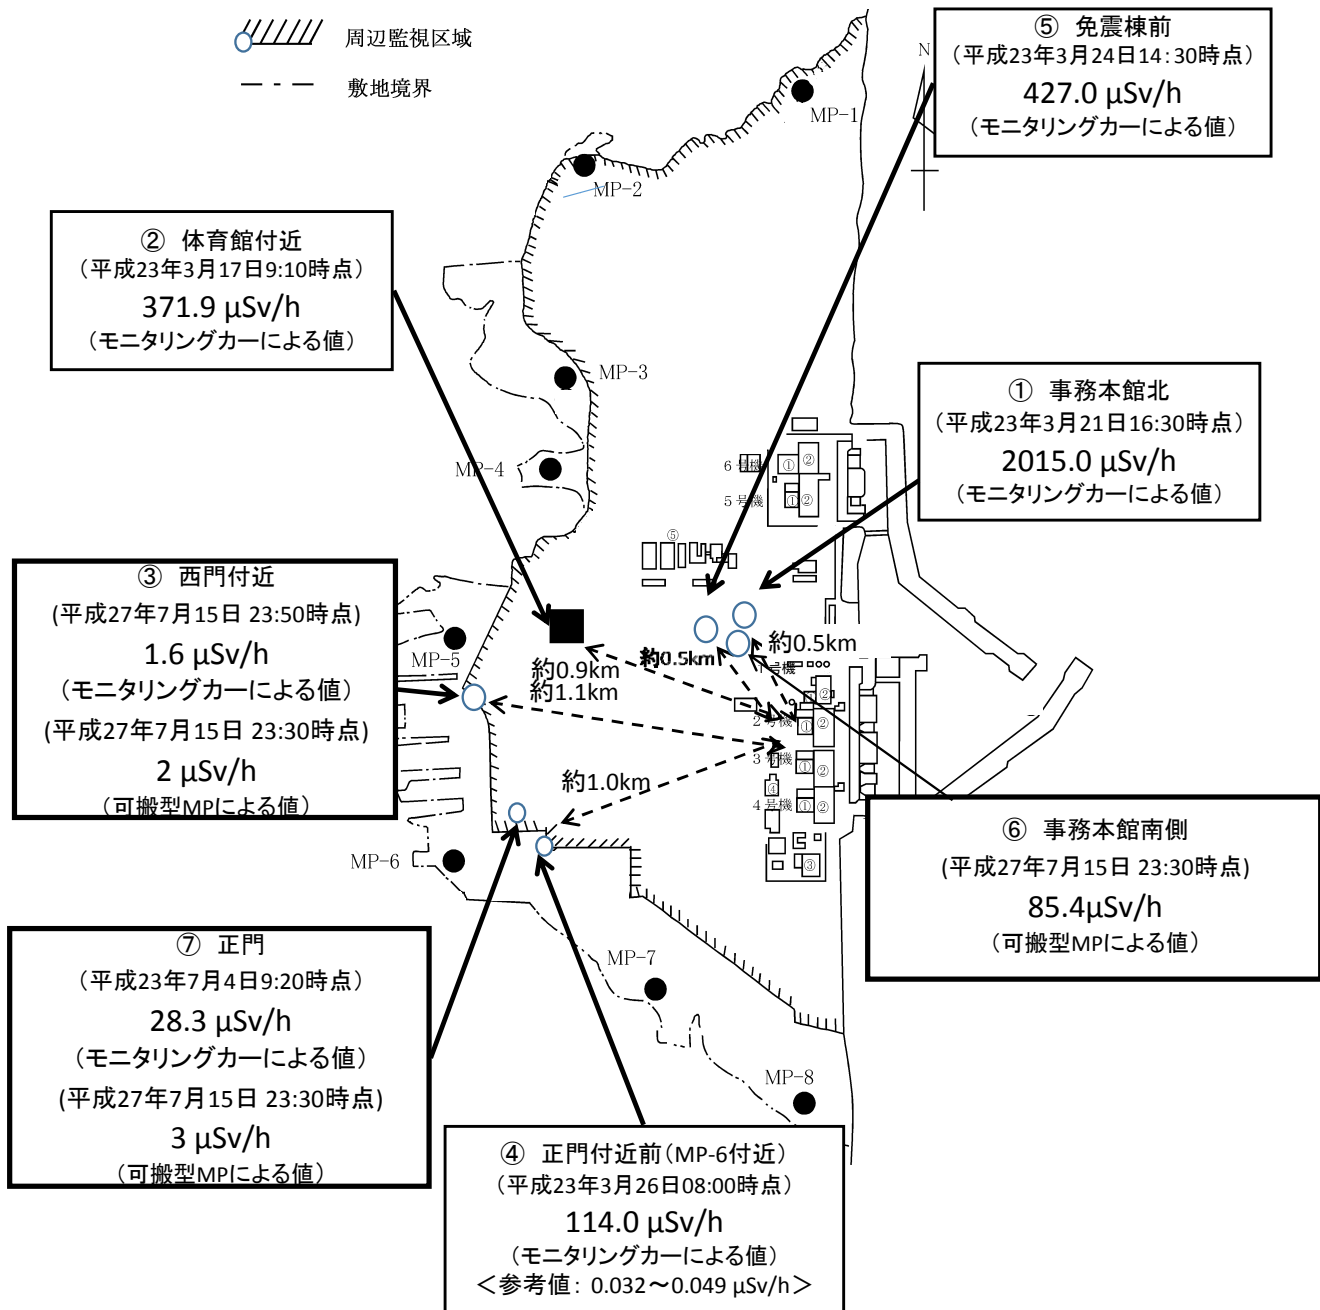 周辺監視区域
敷地境界
N
⑤ 免震棟前
(平成23年3月24日14:30時点)
427.0 μSv/h
(モニタリングカーによる値)
MP-1
MP-2
② 体育館付近
(平成23年3月17日9:10時点)
371.9 μSv/h
(モニタリングカーによる値)
MP-3
MP-4
① 事務本館北
(平成23年3月21日16:30時点)
2015.0 μSv/h
(モニタリングカーによる値)
6号機
①
②
5号機
①
②
⑤
③ 西門付近
(平成27年7月15日 23:50時点)
1.6 μSv/h
(モニタリングカーによる値)
(平成27年7月15日 23:30時点)
2 μSv/h
(可搬型MPによる値)
MP-5
約0.9km
約1.1km
約0.5km
約0.5km
1号機
②
2号機
①
②
3号機
①
②
④
4号機
①
②
③
約1.0km
MP-6
⑥ 事務本館南側
(平成27年7月15日 23:30時点)
85.4μSv/h
(可搬型MPによる値)
⑦ 正門
(平成23年7月4日9:20時点)
28.3 μSv/h
(モニタリングカーによる値)
(平成27年7月15日 23:30時点)
3 μSv/h
(可搬型MPによる値)
MP-7
MP-8
④ 正門付近前(MP-6付近)
(平成23年3月26日08:00時点)
114.0 μSv/h
(モニタリングカーによる値)
<参考値: 0.032~0.049 μSv/h>